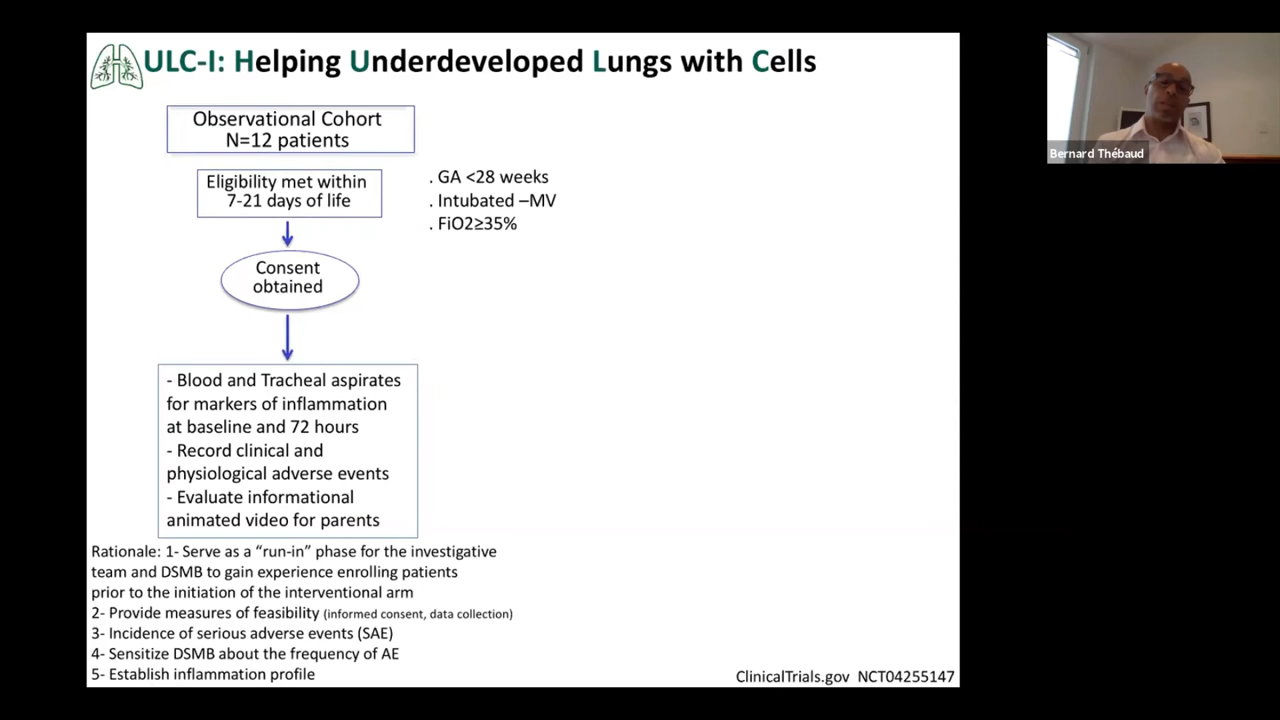 HULC-I: Helping Underdeveloped Lungs with Cells
Observational Cohort
N=12 patients
Eligibility met within
7-21 days of life
. GA <28 weeks
. Intubated –MV
. FiO2≥35%
Consent
obtained
- Blood and Tracheal aspirates
for markers of inflammation
at baseline and 72 hours
- Record clinical and
physiological adverse events
- Evaluate informational
animated video for parents
Rationale: 1- Serve as a “run-in” phase for the investigative
team and DSMB to gain experience enrolling patients
prior to the initiation of the interventional arm
2- Provide measures of feasibility (informed consent, data collection)
3- Incidence of serious adverse events (SAE)
4- Sensitize DSMB about the frequency of AE
5- Establish inflammation profile
ClinicalTrials.gov NCT04255147
Bernard Thébaud